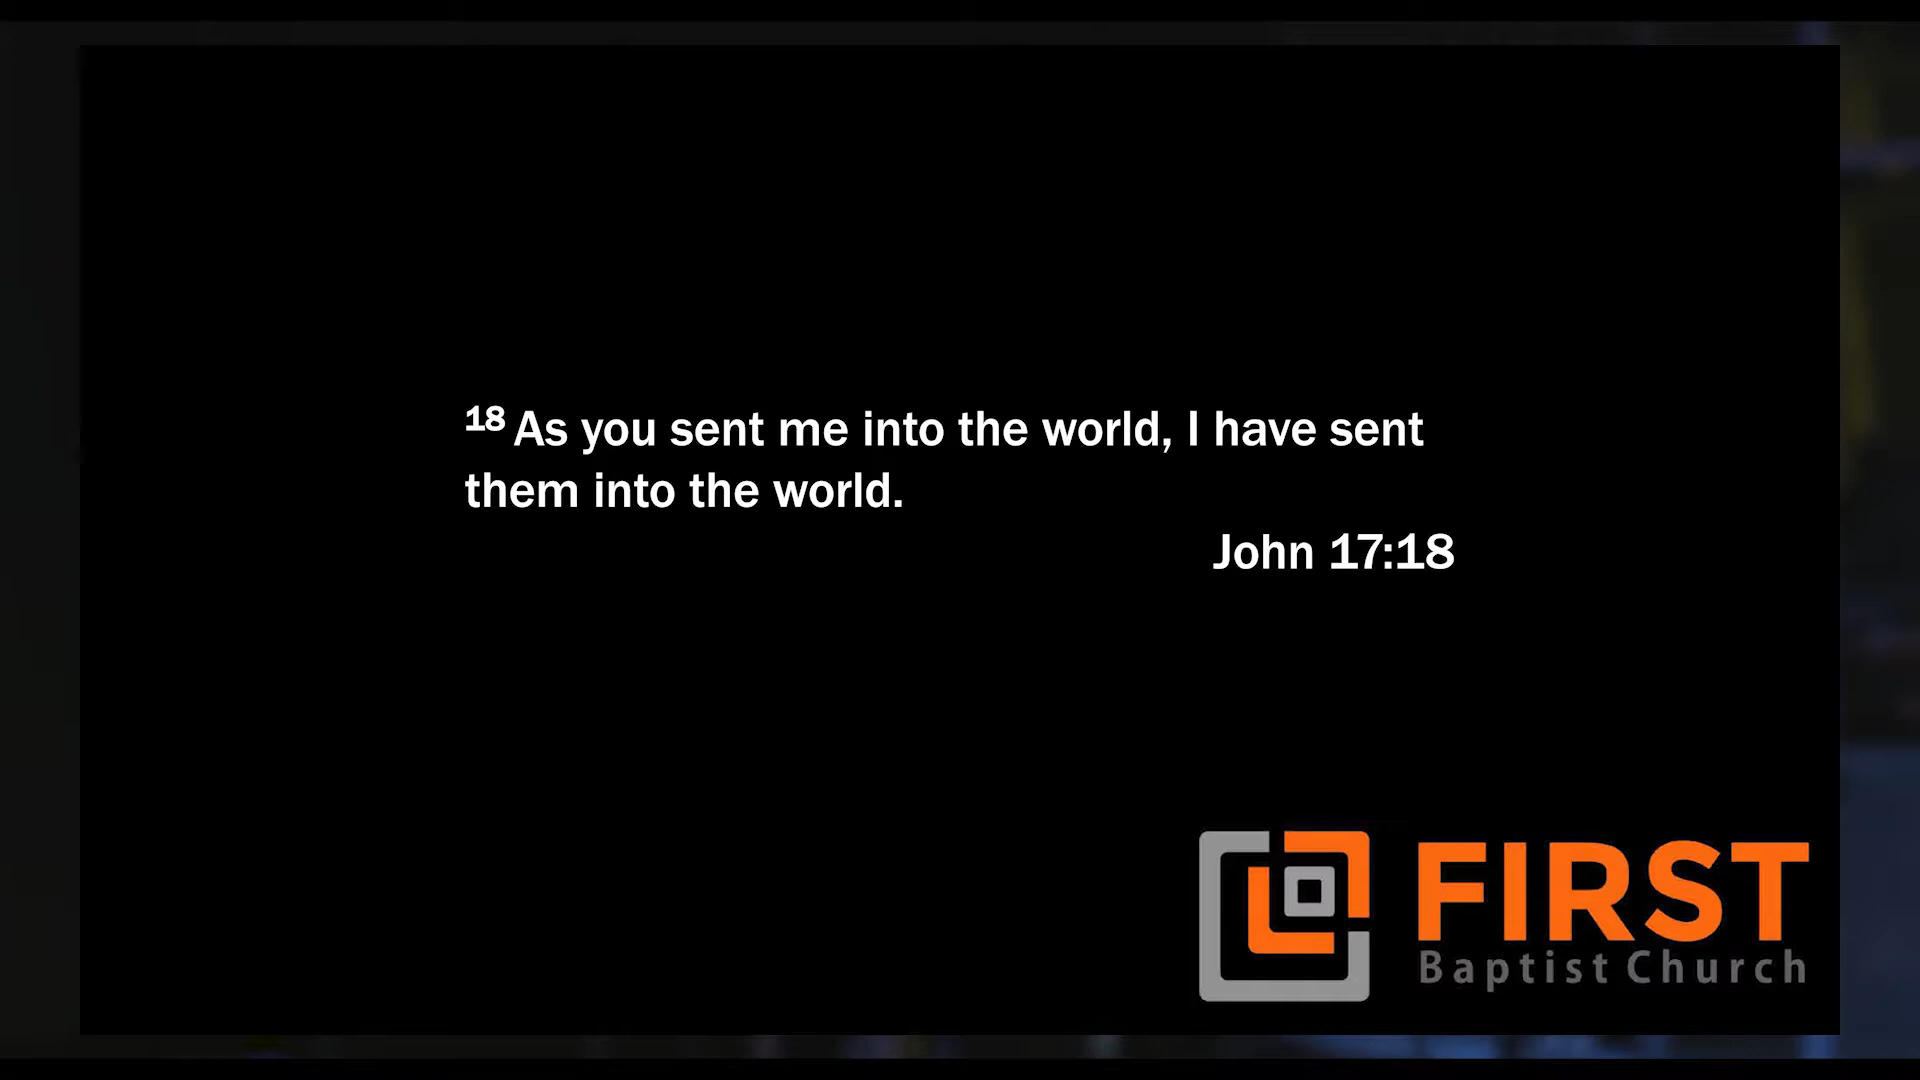 18 As you sent me into the world, I have sent
them into the world.
John 17:18
FIRST
Baptist Church